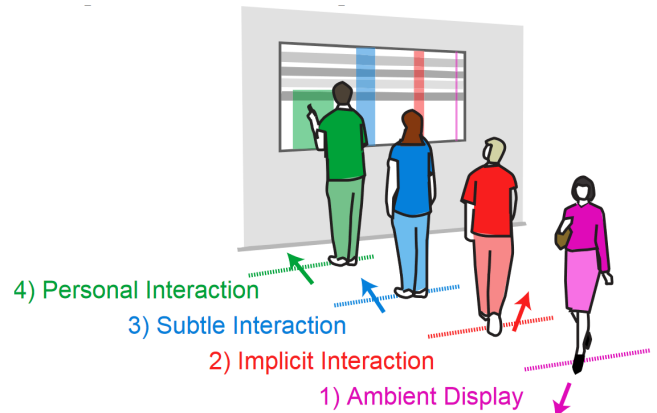 4) Personal Interaction
3) Subtle Interaction
2) Implicit Interaction
1) Ambient Display